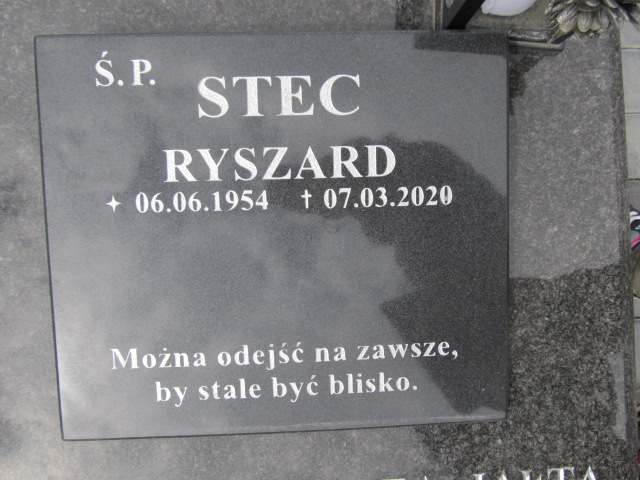 Ś.P.
STEC
RYSZARD
✦ 06.06.1954 † 07.03.2020
Można odejść na zawsze,
by stale być blisko.